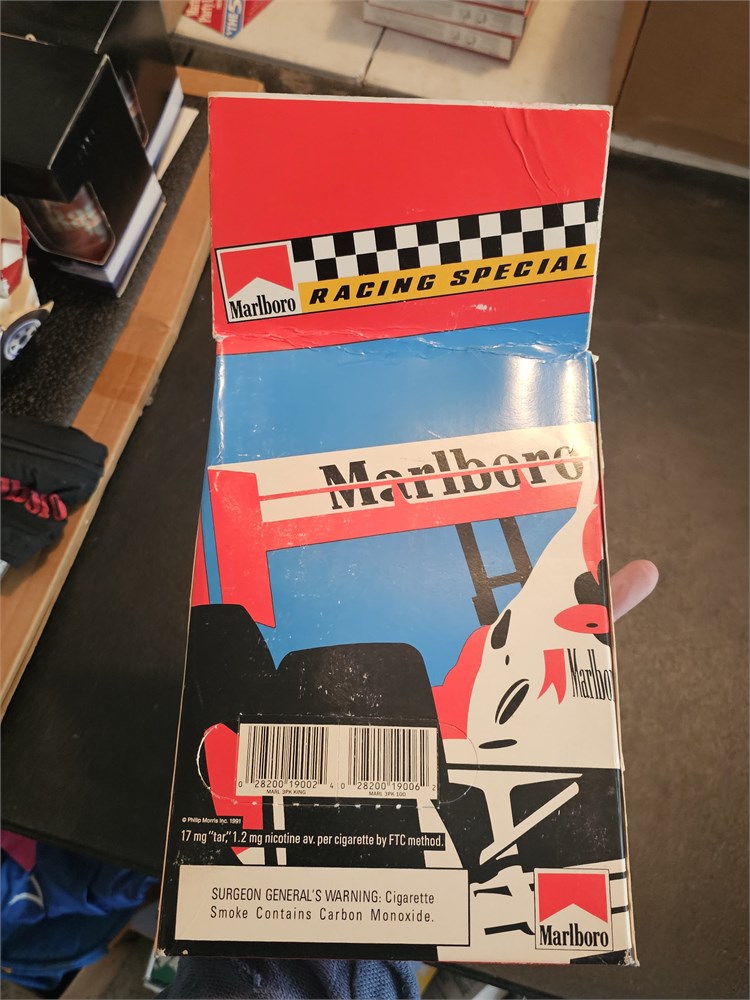 Marlboro
RACING SPECIAL
Marlboro
Marlbo
0 28200 19002 4
MARL 3PK KING
0 28200 19006 2
MARL 3PK 100
© Philip Morris Inc. 1991
17 mg "tar," 1.2 mg nicotine av. per cigarette by FTC method.
SURGEON GENERAL'S WARNING: Cigarette
Smoke Contains Carbon Monoxide.
Marlboro